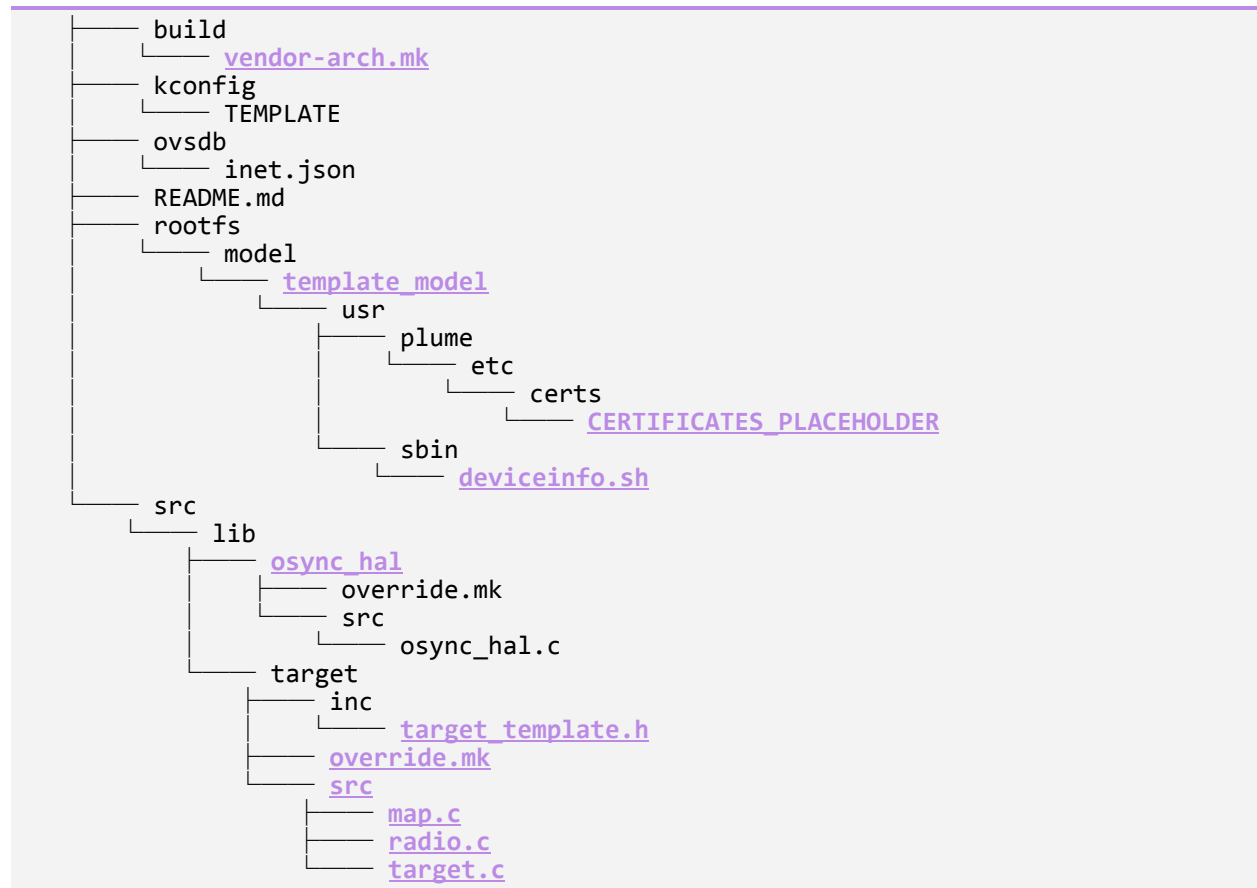 build
vendor-arch.mk
kconfig
TEMPLATE
ovsdb
inet.json
README.md
rootfs
model
template_model
usr
plume
etc
certs
CERTIFICATES_PLACEHOLDER
sbin
deviceinfo.sh
src
lib
osync_hal
override.mk
src
osync_hal.c
target
inc
target_template.h
override.mk
src
map.c
radio.c
target.c